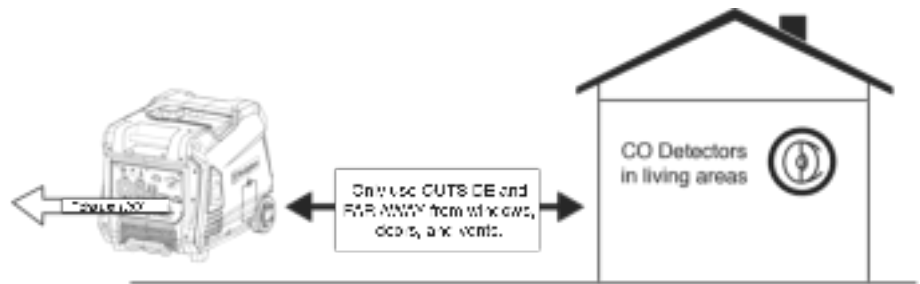 CO Detectors
in living areas
Only use OUTSIDE and
FAR AWAY from windows,
doors, and vents.